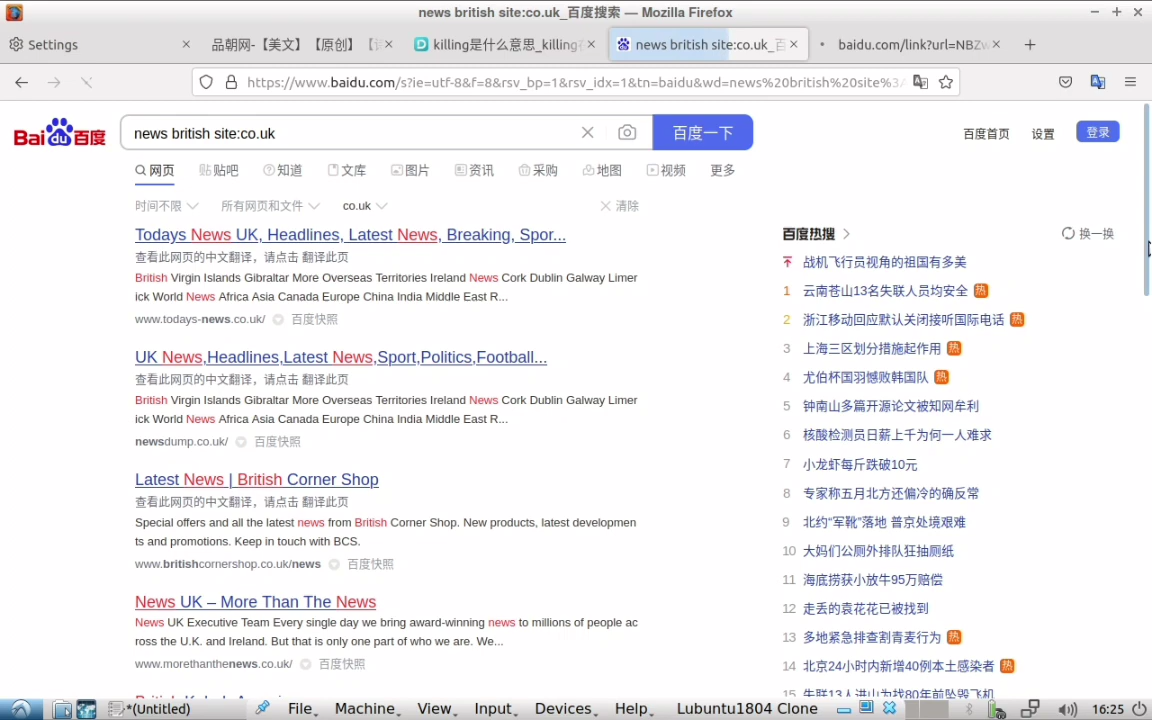 news british site:co.uk_百度搜索 — Mozilla Firefox
Settings
品朝网-【美文】【原创】
killing是什么意思_killing
news british site:co.uk_百
baidu.com/link?url=NBZ
https://www.baidu.com/s?ie=utf-8&f=8&rsv_bp=1&rsv_idx=1&tn=baidu&wd=news%20british%20site%3
Bai du 百度
news british site:co.uk
百度一下
百度首页
设置
登录
网页
贴吧
知道
文库
图片
资讯
采购
地图
视频
更多
时间不限
所有网页和文件
co.uk
清除
Todays News UK, Headlines, Latest News, Breaking, Spor...
查看此网页的中文翻译，请点击 翻译此页
British Virgin Islands Gibraltar More Overseas Territories Ireland News Cork Dublin Galway Limer
ick World News Africa Asia Canada Europe China India Middle East R...
www.todays-news.co.uk/
百度快照
UK News,Headlines,Latest News,Sport,Politics,Football...
查看此网页的中文翻译，请点击 翻译此页
British Virgin Islands Gibraltar More Overseas Territories Ireland News Cork Dublin Galway Limer
ick World News Africa Asia Canada Europe China India Middle East R...
newsdump.co.uk/
百度快照
Latest News | British Corner Shop
查看此网页的中文翻译，请点击 翻译此页
Special offers and all the latest news from British Corner Shop. New products, latest developmen
ts and promotions. Keep in touch with BCS.
www.britishcornershop.co.uk/news
百度快照
News UK – More Than The News
News UK Executive Team Every single day we bring award-winning news to millions of people ac
ross the U.K. and Ireland. But that is only one part of who we are. We...
www.morethanthenews.co.uk/
百度快照
百度热搜
换一换
战机飞行员视角的祖国有多美
1 云南苍山13名失联人员均安全 热
2 浙江移动回应默认关闭接听国际电话 热
3 上海三区划分措施起作用 热
4 尤伯杯国羽憾败韩国队 热
5 钟南山多篇开源论文被知网牟利
6 核酸检测员日薪上千为何一人难求
7 小龙虾每斤跌破10元
8 专家称五月北方还偏冷的确反常
9 北约“军靴”落地 普京处境艰难
10 大妈们公厕外排队狂抽厕纸
11 海底捞获小放牛95万赔偿
12 走丢的袁花花已被找到
13 多地紧急排查割青麦行为 热
14 北京24小时内新增40例本土感染者 热
15 失联13人进山为找80年前坠毁飞机
*(Untitled)
File
Machine
View
Input
Devices
Help
Lubuntu1804 Clone
16:25